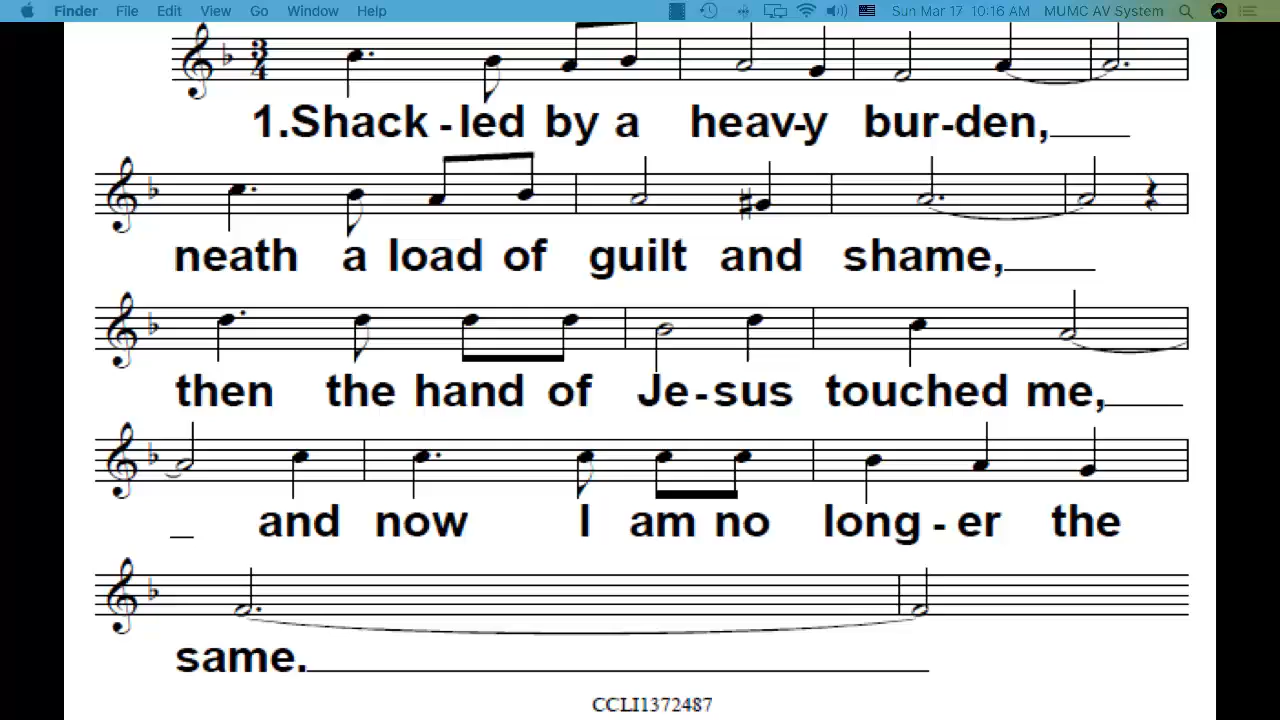 Finder File Edit View Go Window Help Sun Mar 17 10:16 AM MUMC AV System
3
4
1.Shack-led by a heav-y bur-den,
neath a load of guilt and shame,
then the hand of Je-sus touched me,
and now I am no long-er the
same.
CCLI1372487